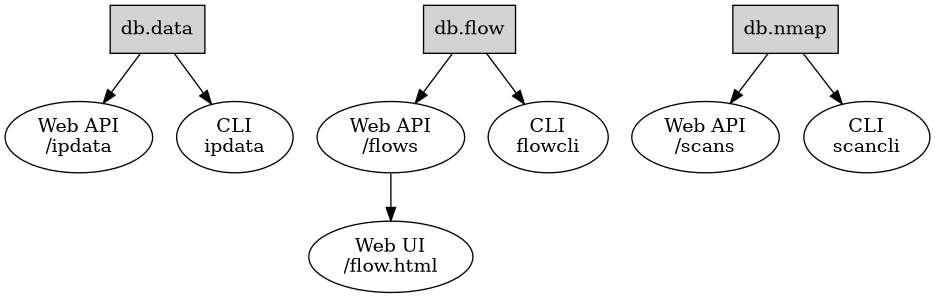 db.data
db.flow
db.nmap
Web API
/ipdata
CLI
ipdata
Web API
/flows
CLI
flowcli
Web API
/scans
CLI
scancli
Web UI
/flow.html